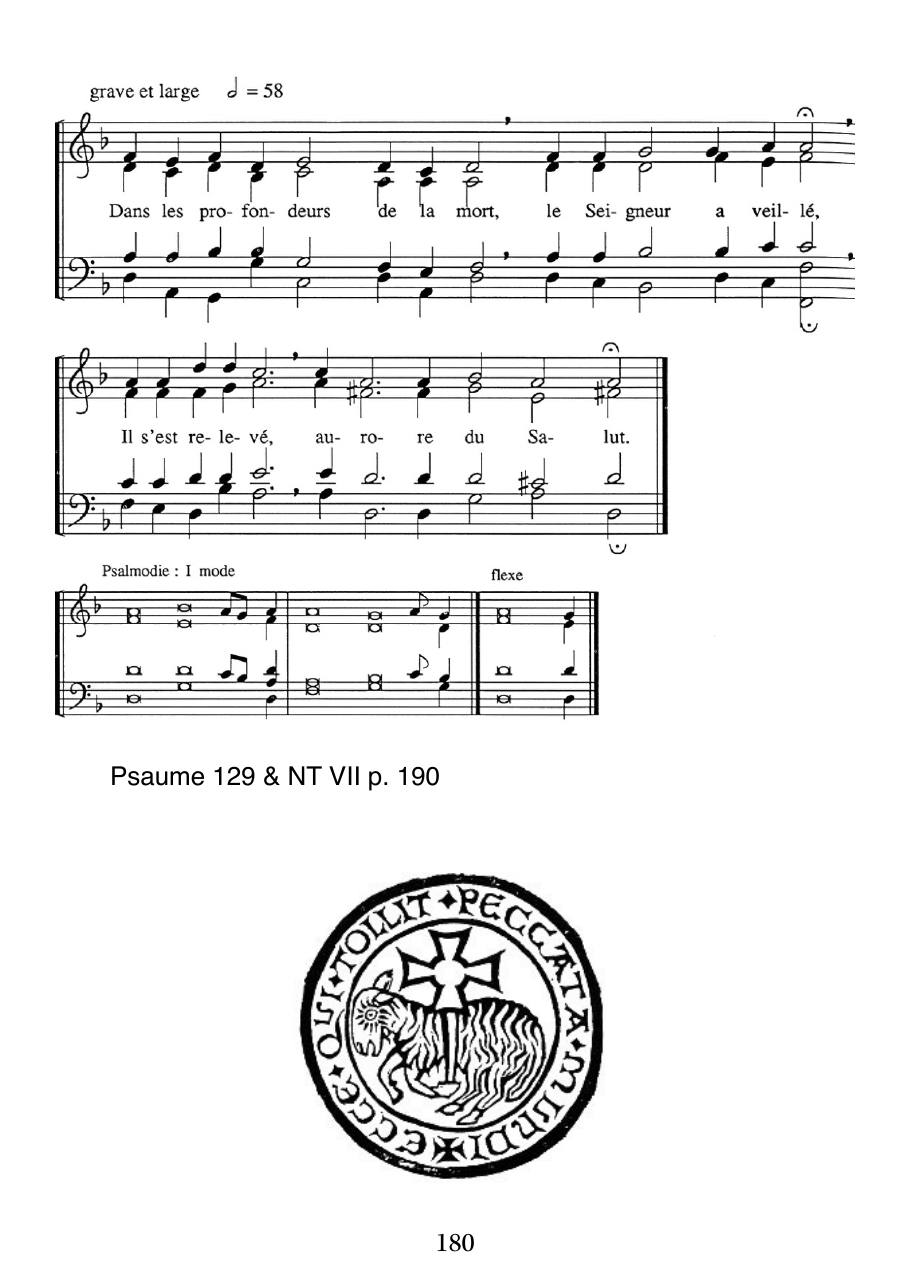 grave et large 𝅗𝅥 = 58
Dans les pro- fon- deurs de la mort, le Sei- gneur a veil- lé,
Il s'est re- le- vé, au- ro- re du Sa- lut.
Psalmodie : I mode
flexe
Psaume 129 & NT VII p. 190
ECCE QVI TOLLIT PECCATA MUNDI
180